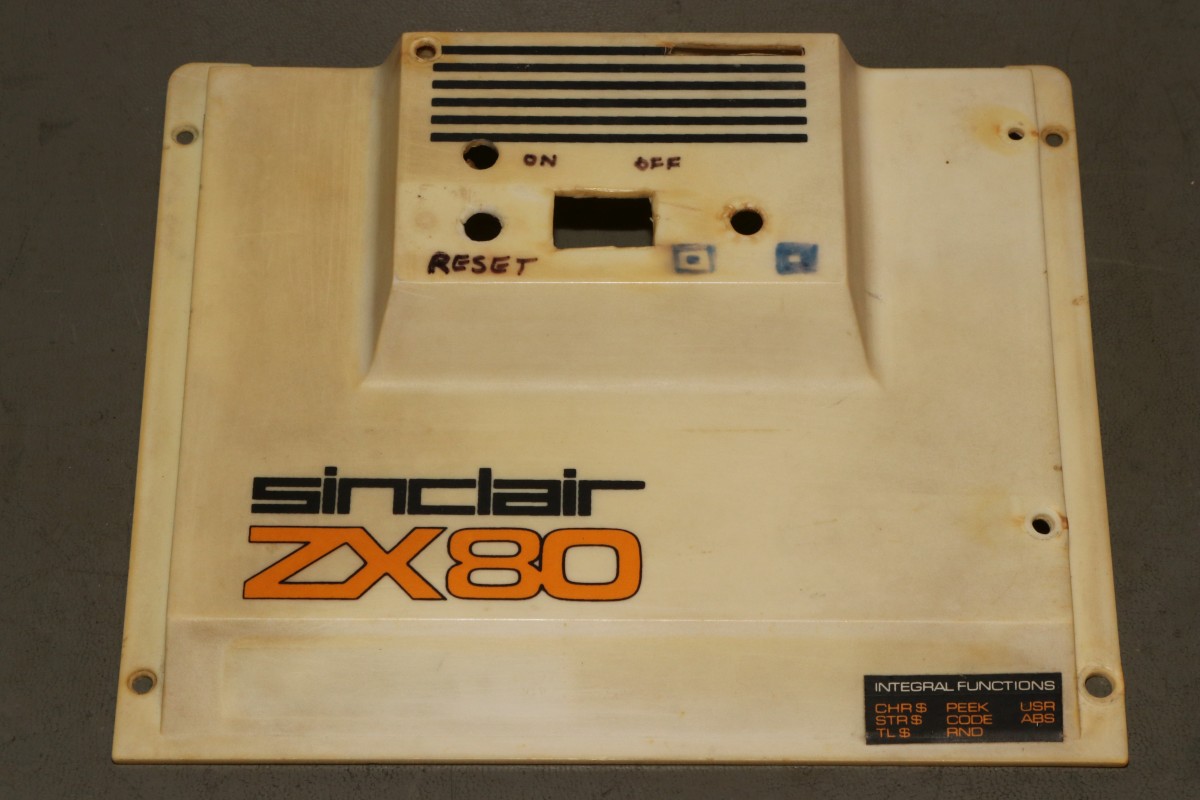 ON OFF
RESET
sinclair
ZX80
INTEGRAL FUNCTIONS
CHR$ PEEK USR
STR$ CODE ABS
TL$ RND